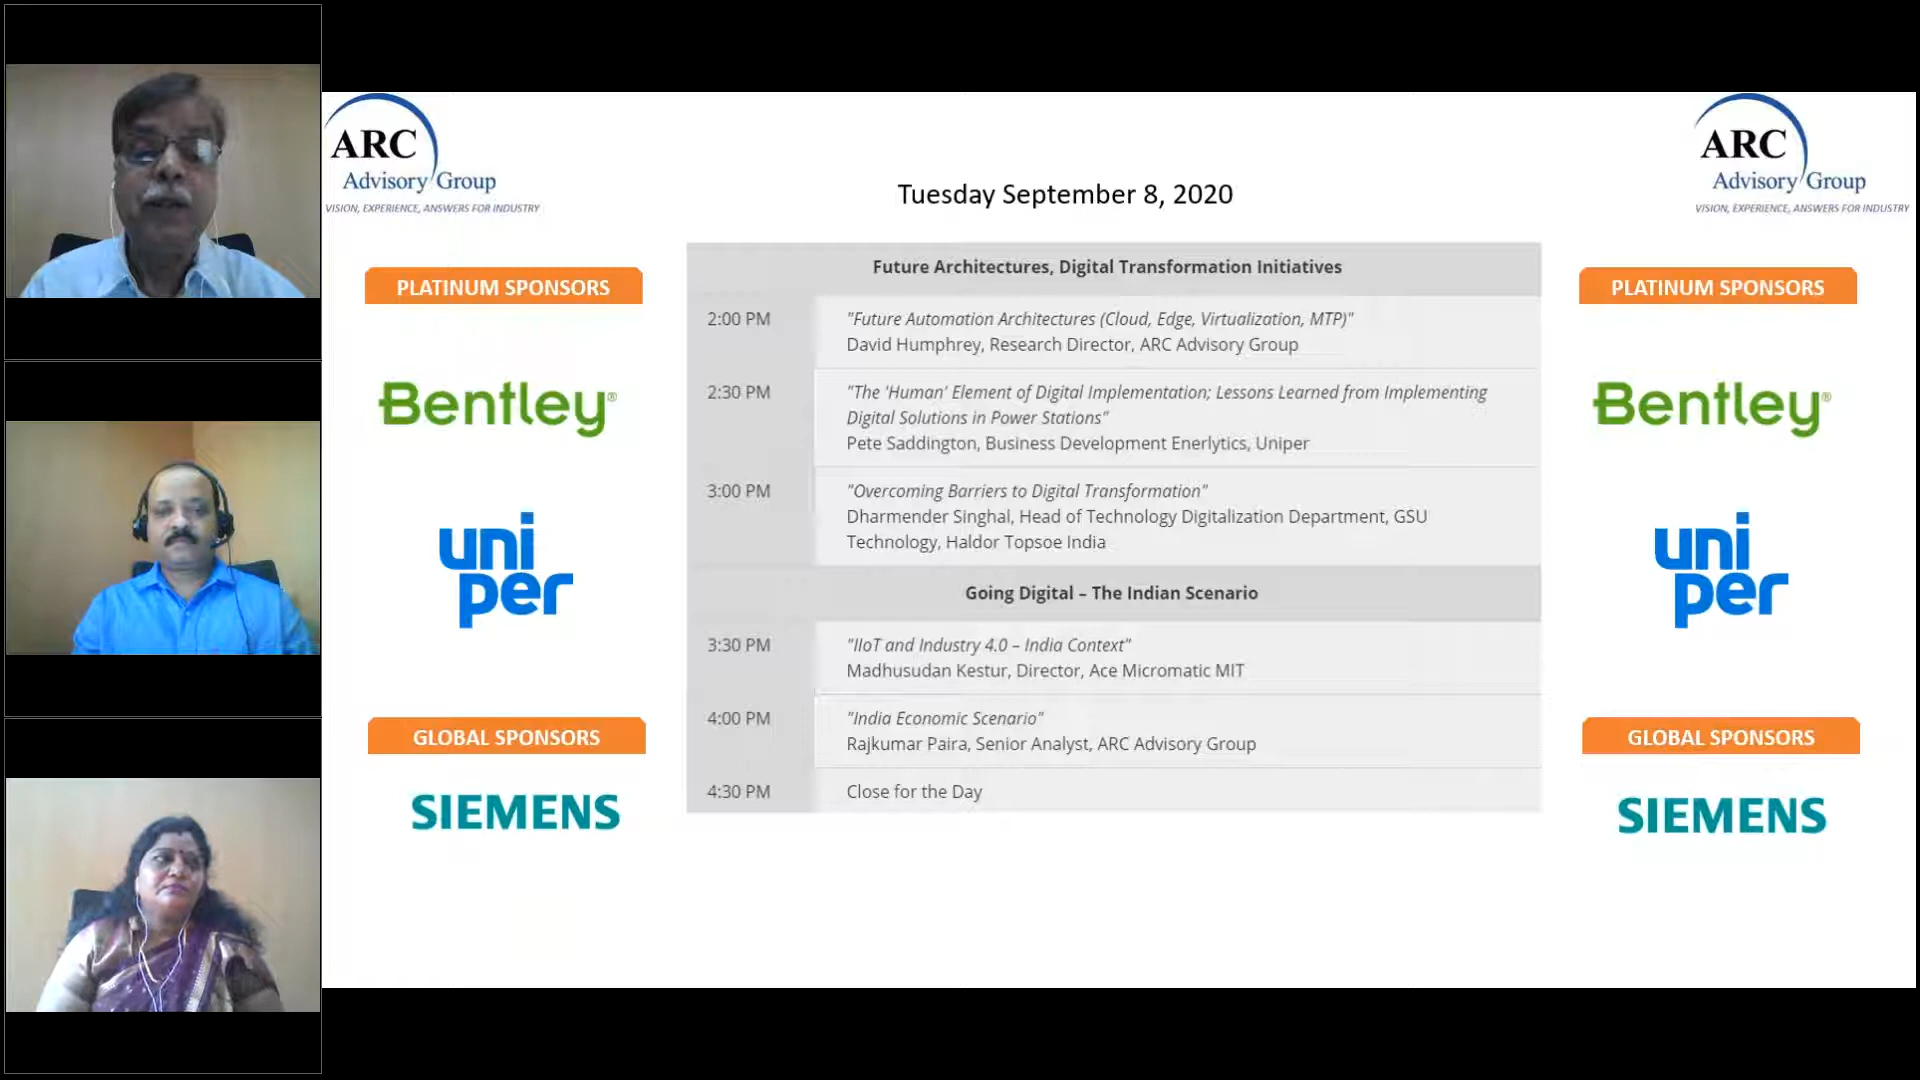 ARC
Advisory Group
VISION, EXPERIENCE, ANSWERS FOR INDUSTRY
ARC
Advisory Group
VISION, EXPERIENCE, ANSWERS FOR INDUSTRY
Tuesday September 8, 2020
PLATINUM SPONSORS
Bentley®
uni
per
GLOBAL SPONSORS
SIEMENS
Future Architectures, Digital Transformation Initiatives
2:00 PM
"Future Automation Architectures (Cloud, Edge, Virtualization, MTP)"
David Humphrey, Research Director, ARC Advisory Group
2:30 PM
"The 'Human' Element of Digital Implementation; Lessons Learned from Implementing
Digital Solutions in Power Stations"
Pete Saddington, Business Development Enerlytics, Uniper
3:00 PM
"Overcoming Barriers to Digital Transformation"
Dharmender Singhal, Head of Technology Digitalization Department, GSU
Technology, Haldor Topsoe India
Going Digital – The Indian Scenario
3:30 PM
"IIoT and Industry 4.0 – India Context"
Madhusudan Kestur, Director, Ace Micromatic MIT
4:00 PM
"India Economic Scenario"
Rajkumar Paira, Senior Analyst, ARC Advisory Group
4:30 PM
Close for the Day
PLATINUM SPONSORS
Bentley®
uni
per
GLOBAL SPONSORS
SIEMENS